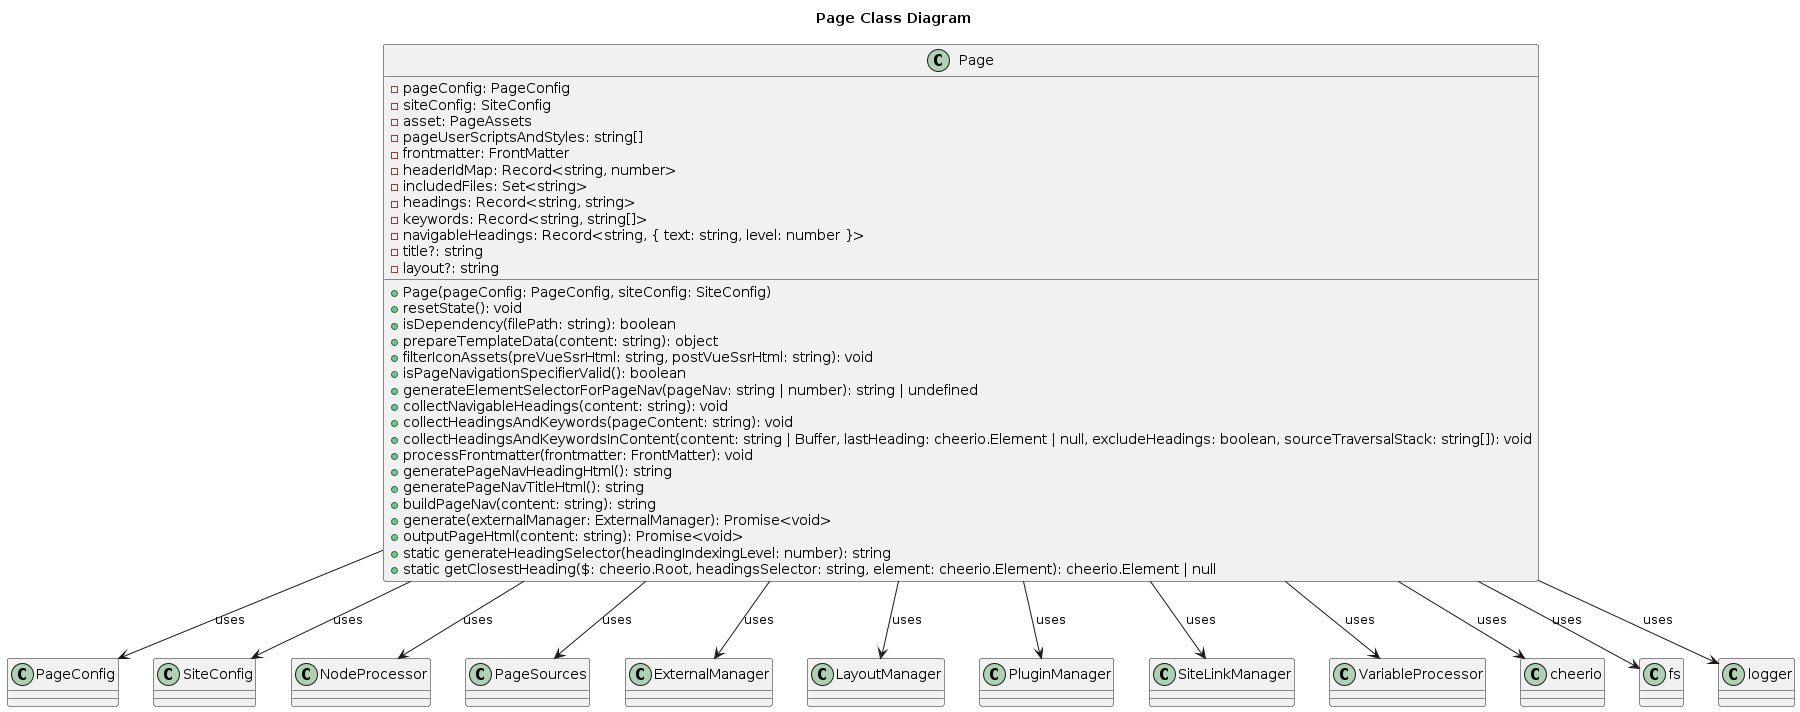 Page Class Diagram
C Page
pageConfig: PageConfig
siteConfig: SiteConfig
asset: PageAssets
pageUserScriptsAndStyles: string[]
frontmatter: FrontMatter
headerIdMap: Record<string, number>
includedFiles: Set<string>
headings: Record<string, string>
keywords: Record<string, string[]>
navigableHeadings: Record<string, { text: string, level: number }>
title?: string
layout?: string
Page(pageConfig: PageConfig, siteConfig: SiteConfig)
resetState(): void
isDependency(filePath: string): boolean
prepareTemplateData(content: string): object
filterIconAssets(preVueSsrHtml: string, postVueSsrHtml: string): void
isPageNavigationSpecifierValid(): boolean
generateElementSelectorForPageNav(pageNav: string | number): string | undefined
collectNavigableHeadings(content: string): void
collectHeadingsAndKeywords(pageContent: string): void
collectHeadingsAndKeywordsInContent(content: string | Buffer, lastHeading: cheerio.Element | null, excludeHeadings: boolean, sourceTraversalStack: string[]): void
processFrontmatter(frontmatter: FrontMatter): void
generatePageNavHeadingHtml(): string
generatePageNavTitleHtml(): string
buildPageNav(content: string): string
generate(externalManager: ExternalManager): Promise<void>
outputPageHtml(content: string): Promise<void>
static generateHeadingSelector(headingIndexingLevel: number): string
static getClosestHeading($: cheerio.Root, headingsSelector: string, element: cheerio.Element): cheerio.Element | null
uses uses uses uses uses uses uses uses uses uses uses uses
C PageConfig C SiteConfig C NodeProcessor C PageSources C ExternalManager C LayoutManager C PluginManager C SiteLinkManager C VariableProcessor C cheerio C fs C logger